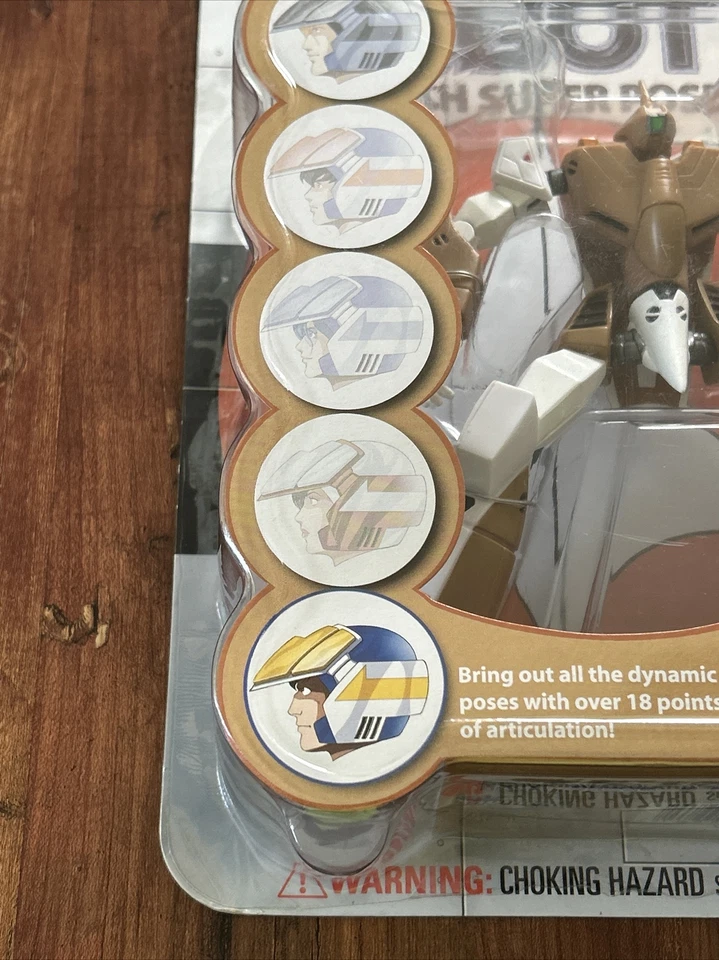 Bring out all the dynamic
poses with over 18 points
of articulation!
CHOKING HAZARD
WARNING: CHOKING HAZARD